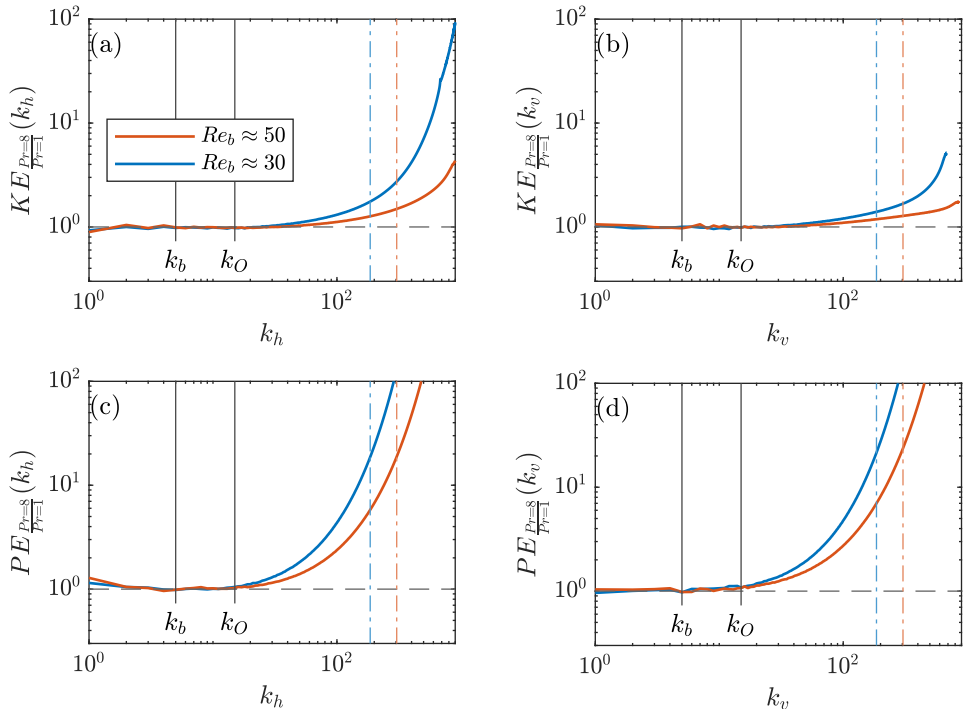 (a)
10^2
10^1
10^0
KE_{\frac{Pr=8}{Pr=1}}(k_h)
Re_b ≈ 50
Re_b ≈ 30
k_b
k_O
10^0
10^2
k_h
(b)
10^2
10^1
10^0
KE_{\frac{Pr=8}{Pr=1}}(k_v)
k_b
k_O
10^0
10^2
k_v
(c)
10^2
10^1
10^0
PE_{\frac{Pr=8}{Pr=1}}(k_h)
k_b
k_O
10^0
10^2
k_h
(d)
10^2
10^1
10^0
PE_{\frac{Pr=8}{Pr=1}}(k_v)
k_b
k_O
10^0
10^2
k_v